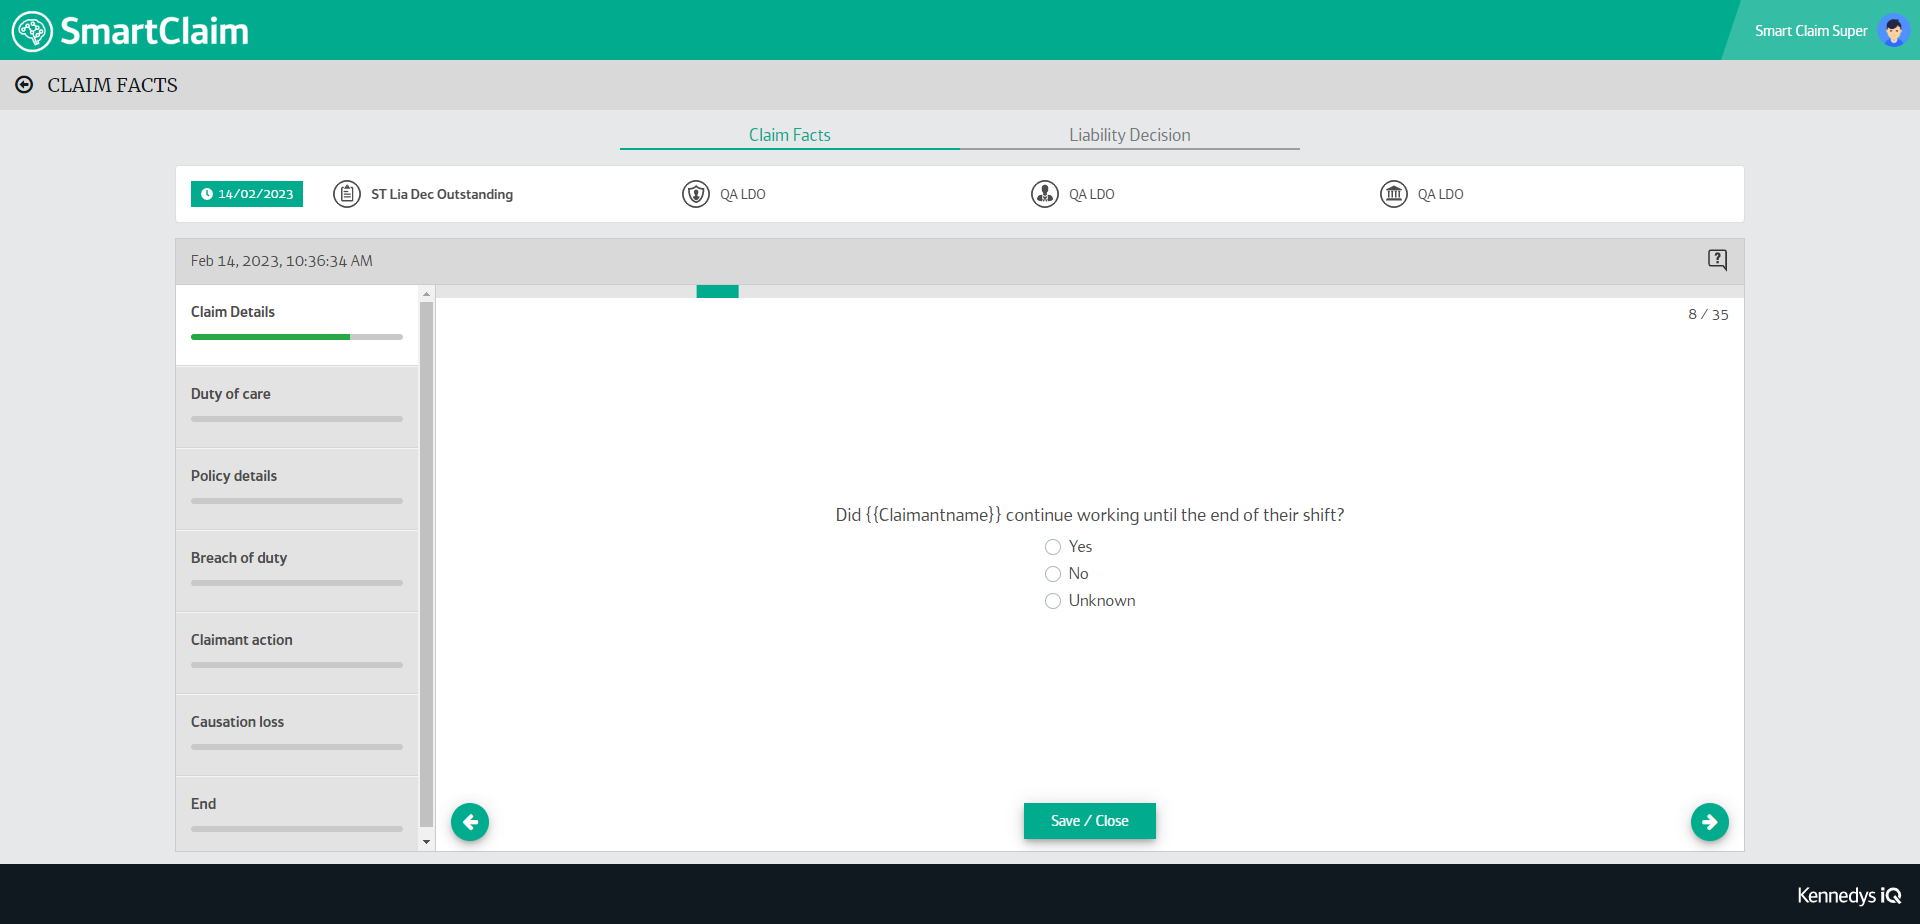 SmartClaim
Smart Claim Super
CLAIM FACTS
Claim Facts
Liability Decision
14/02/2023
ST Lia Dec Outstanding
QA LDO
QA LDO
QA LDO
Feb 14, 2023, 10:36:34 AM
?
Claim Details
Duty of care
Policy details
Breach of duty
Claimant action
Causation loss
End
8 / 35
Did {{Claimantname}} continue working until the end of their shift?
Yes
No
Unknown
Save / Close
Kennedys iQ